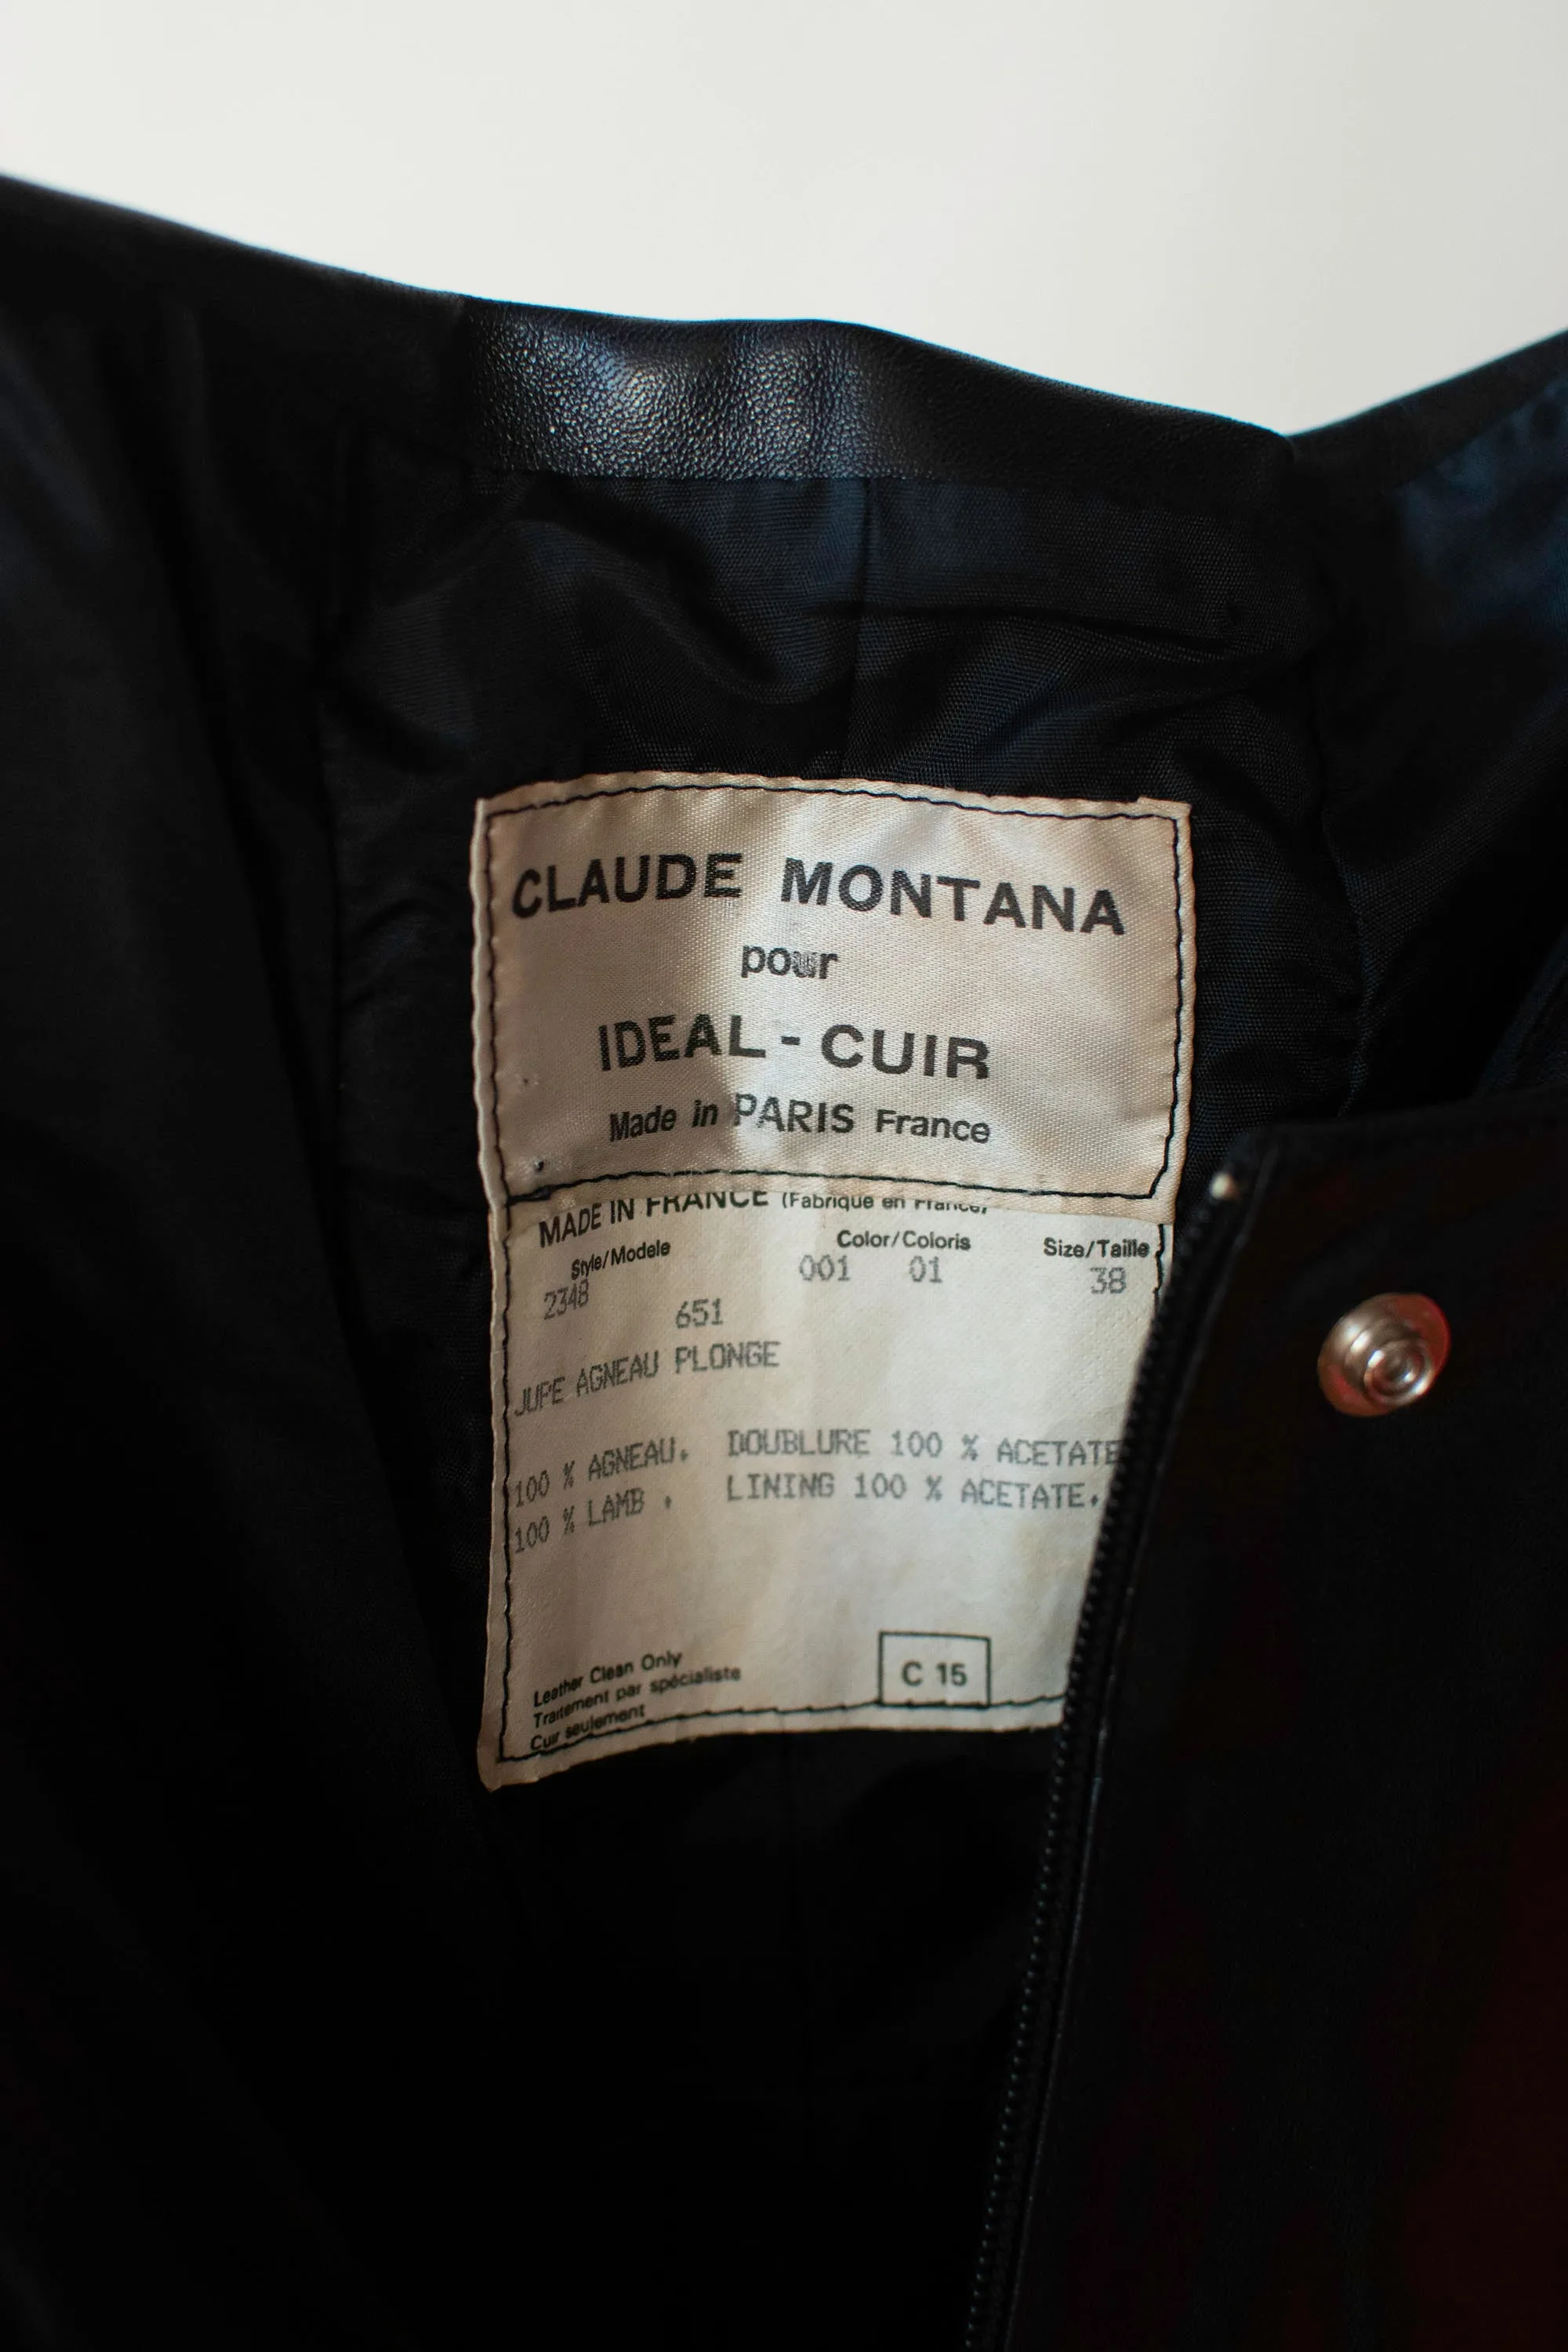 CLAUDE MONTANA
pour
IDEAL - CUIR
Made in PARIS France
MADE IN FRANCE (Fabrique en France)
Style/Modele Color/Coloris Size/Taille
2348 001 01 38
651
JUPE AGNEAU PLONGE
100 % AGNEAU. DOUBLURE 100 % ACETATE
100 % LAMB . LINING 100 % ACETATE.
Leather Clean Only
Traitement par spécialiste
Cuir seulement
C 15